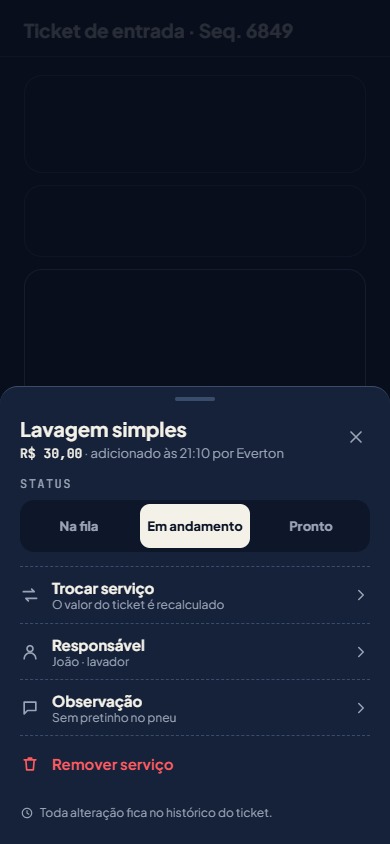 Ticket de entrada · Seq. 6849
Lavagem simples
R$ 30,00 · adicionado às 21:10 por Everton
STATUS
Na fila
Em andamento
Pronto
Trocar serviço
O valor do ticket é recalculado
Responsável
João · lavador
Observação
Sem pretinho no pneu
Remover serviço
Toda alteração fica no histórico do ticket.